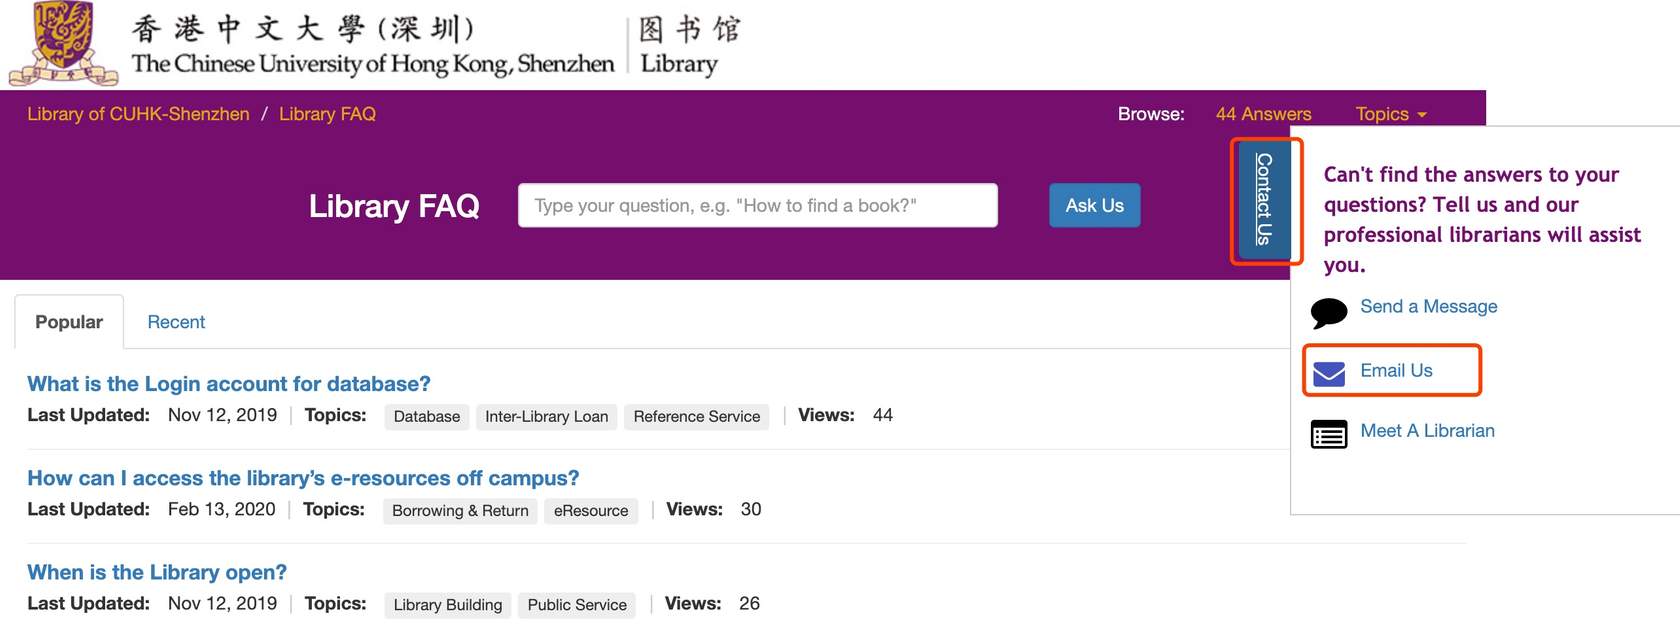 香港中文大學(深圳)
The Chinese University of Hong Kong, Shenzhen
图书馆
Library
Library of CUHK-Shenzhen / Library FAQ
Browse: 44 Answers Topics
Library FAQ
Type your question, e.g. "How to find a book?"
Ask Us
Contact Us
Can't find the answers to your
questions? Tell us and our
professional librarians will assist
you.
Send a Message
Email Us
Meet A Librarian
Popular Recent
What is the Login account for database?
Last Updated: Nov 12, 2019 | Topics: Database Inter-Library Loan Reference Service | Views: 44
How can I access the library’s e-resources off campus?
Last Updated: Feb 13, 2020 | Topics: Borrowing & Return eResource | Views: 30
When is the Library open?
Last Updated: Nov 12, 2019 | Topics: Library Building Public Service | Views: 26